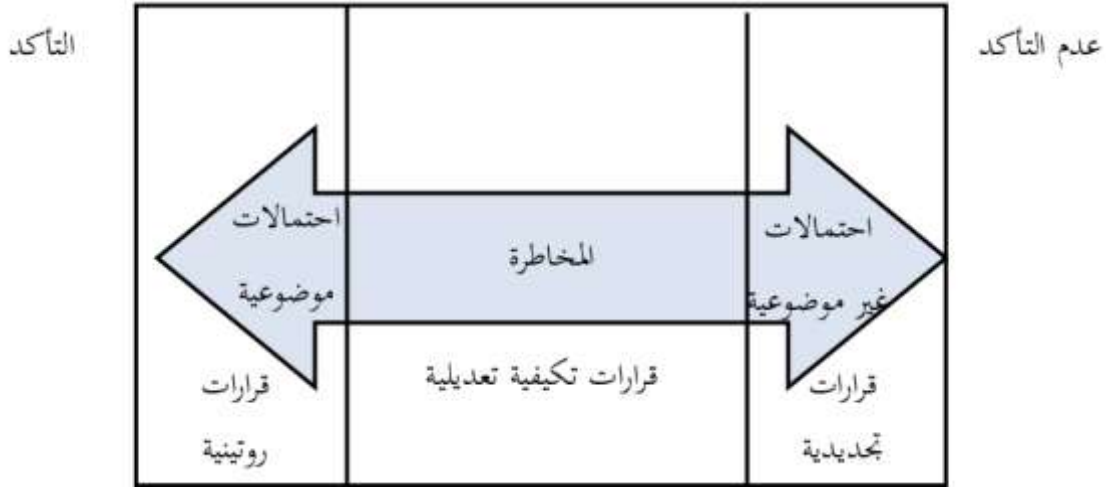 عدم التأكد
التأكد
احتمالات
غير موضوعية
المخاطرة
احتمالات
موضوعية
قرارات
تجديدية
قرارات تكيفية تعديلية
قرارات
روتينية